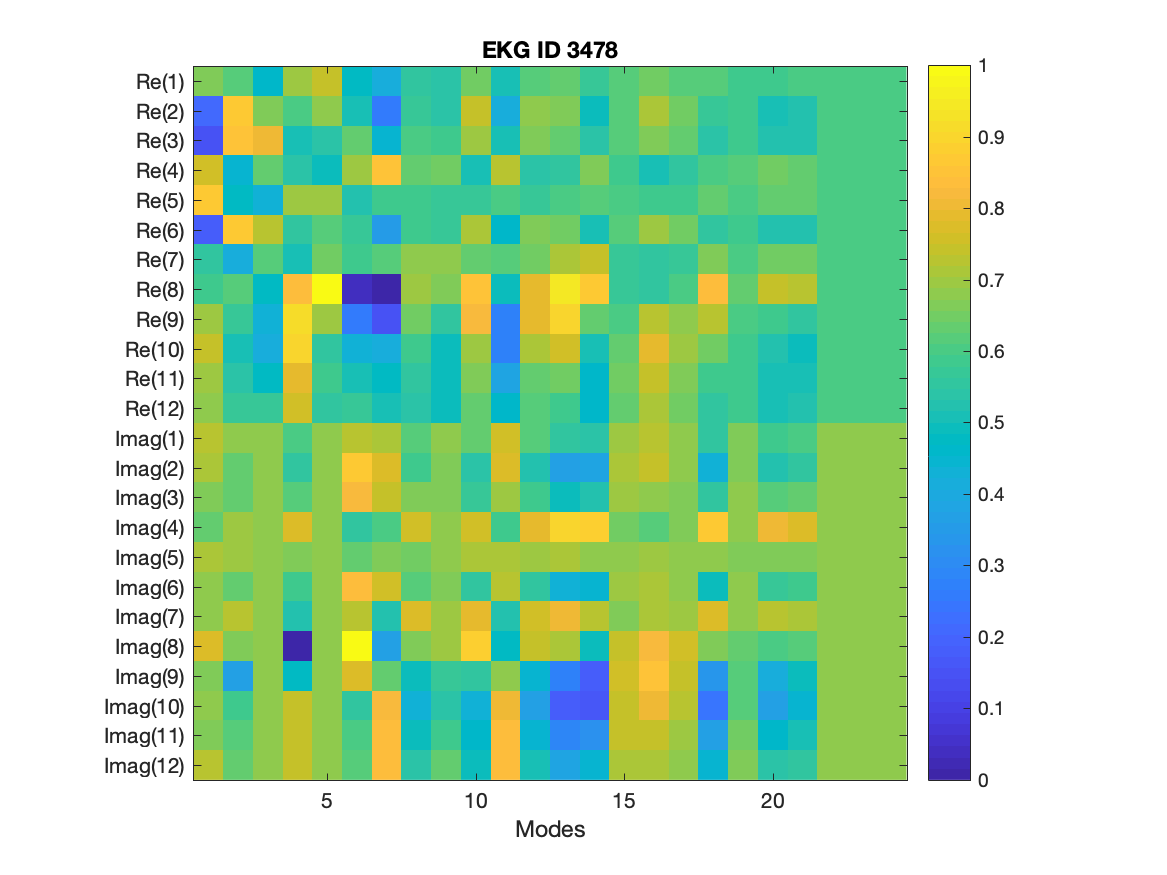 EKG ID 3478
Re(1)
Re(2)
Re(3)
Re(4)
Re(5)
Re(6)
Re(7)
Re(8)
Re(9)
Re(10)
Re(11)
Re(12)
Imag(1)
Imag(2)
Imag(3)
Imag(4)
Imag(5)
Imag(6)
Imag(7)
Imag(8)
Imag(9)
Imag(10)
Imag(11)
Imag(12)
5 10 15 20
Modes
1
0.9
0.8
0.7
0.6
0.5
0.4
0.3
0.2
0.1
0